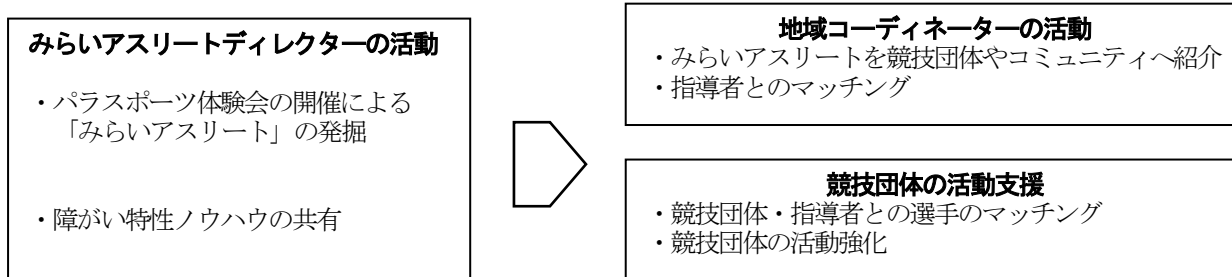 みらいアスリートディレクターの活動
・パラスポーツ体験会の開催による
「みらいアスリート」の発掘
・障がい特性ノウハウの共有
地域コーディネーターの活動
・みらいアスリートを競技団体やコミュニティへ紹介
・指導者とのマッチング
競技団体の活動支援
・競技団体・指導者との選手のマッチング
・競技団体の活動強化